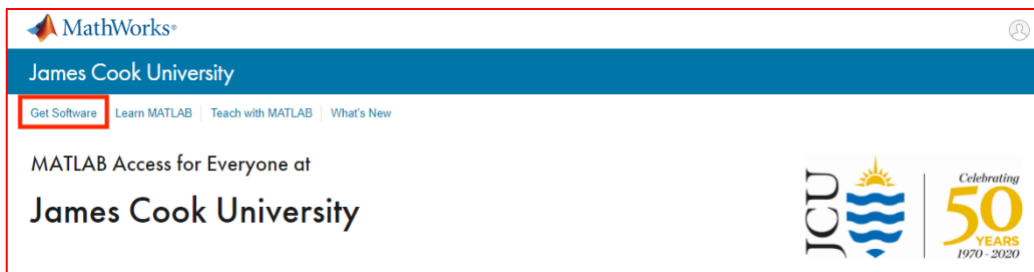 MathWorks®
James Cook University
Get Software Learn MATLAB Teach with MATLAB What's New
MATLAB Access for Everyone at
James Cook University
JCU
Celebrating
50
YEARS
1970 - 2020